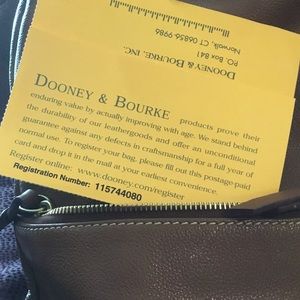 DOONEY & BOURKE, INC.
PO Box 841
Norwalk, CT 06856-9986
DOONEY & BOURKE products prove their
enduring value by actually improving with age. We stand behind
the durability of our leathergoods and offer an unconditional
guarantee against any defects in craftsmanship for a full year of
normal use. To register your bag, please fill out this postage paid
card and drop it in the mail at your earliest convenience.
Register online: www.dooney.com/register
Registration Number: 115744080